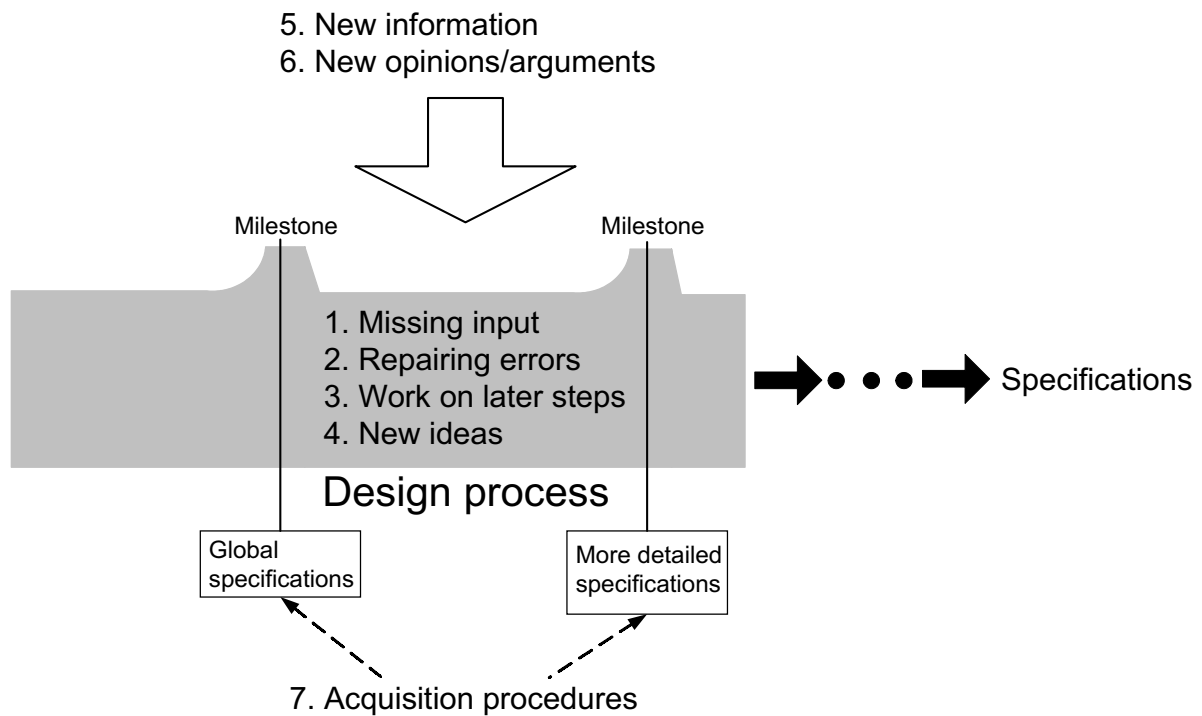 5. New information
6. New opinions/arguments
Milestone
Milestone
1. Missing input
2. Repairing errors
3. Work on later steps
4. New ideas
Specifications
Design process
Global
specifications
More detailed
specifications
7. Acquisition procedures